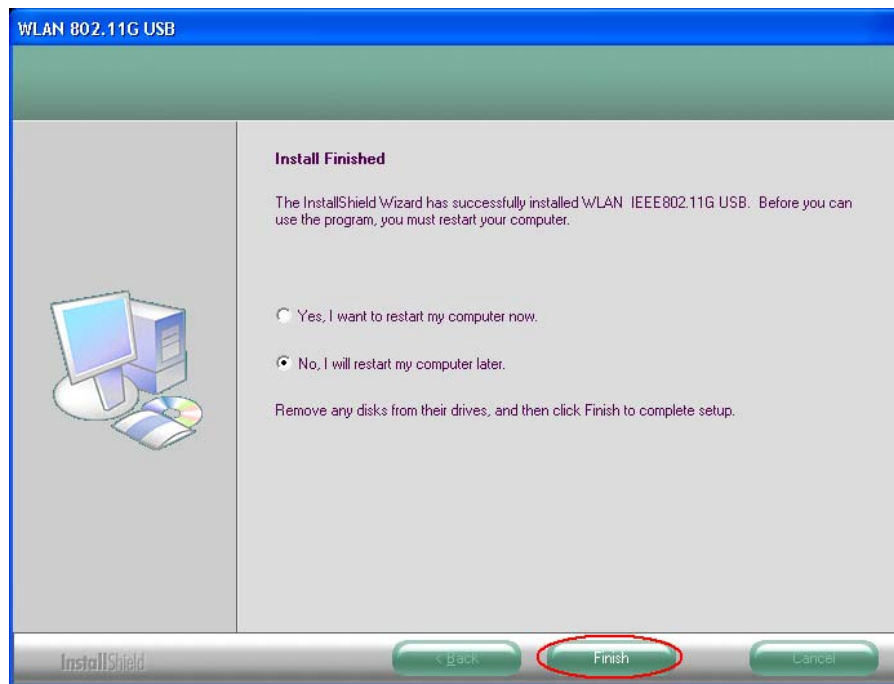 WLAN 802.11G USB
Install Finished
The InstallShield Wizard has successfully installed WLAN IEEE802.11G USB. Before you can
use the program, you must restart your computer.
Yes, I want to restart my computer now.
No, I will restart my computer later.
Remove any disks from their drives, and then click Finish to complete setup.
InstallShield
< Back
Finish
Cancel